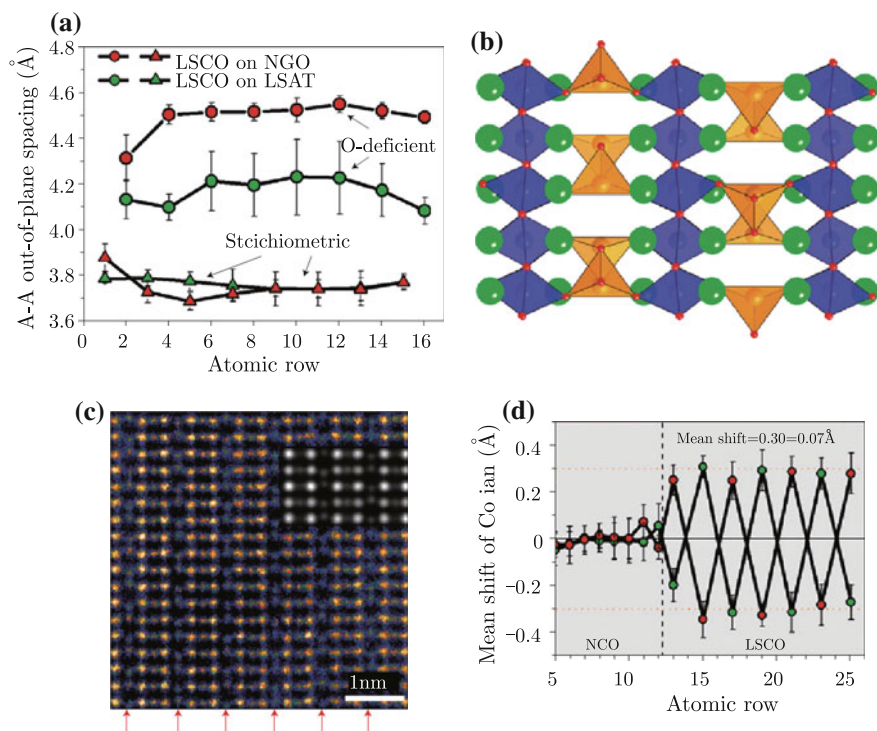 (a)
4.8
4.6
4.4
4.2
4.0
3.8
3.6
A-A out-of-plane spacing (Å)
LSCO on NGO
LSCO on LSAT
O-deficient
Stcichiometric
0 2 4 6 8 10 12 14 16
Atomic row
(b)
(c)
1nm
(d)
Mean shift of Co ian (Å)
0.4
0.2
0
−0.2
−0.4
Mean shift=0.30=0.07Å
NCO
LSCO
5 10 15 20 25
Atomic row